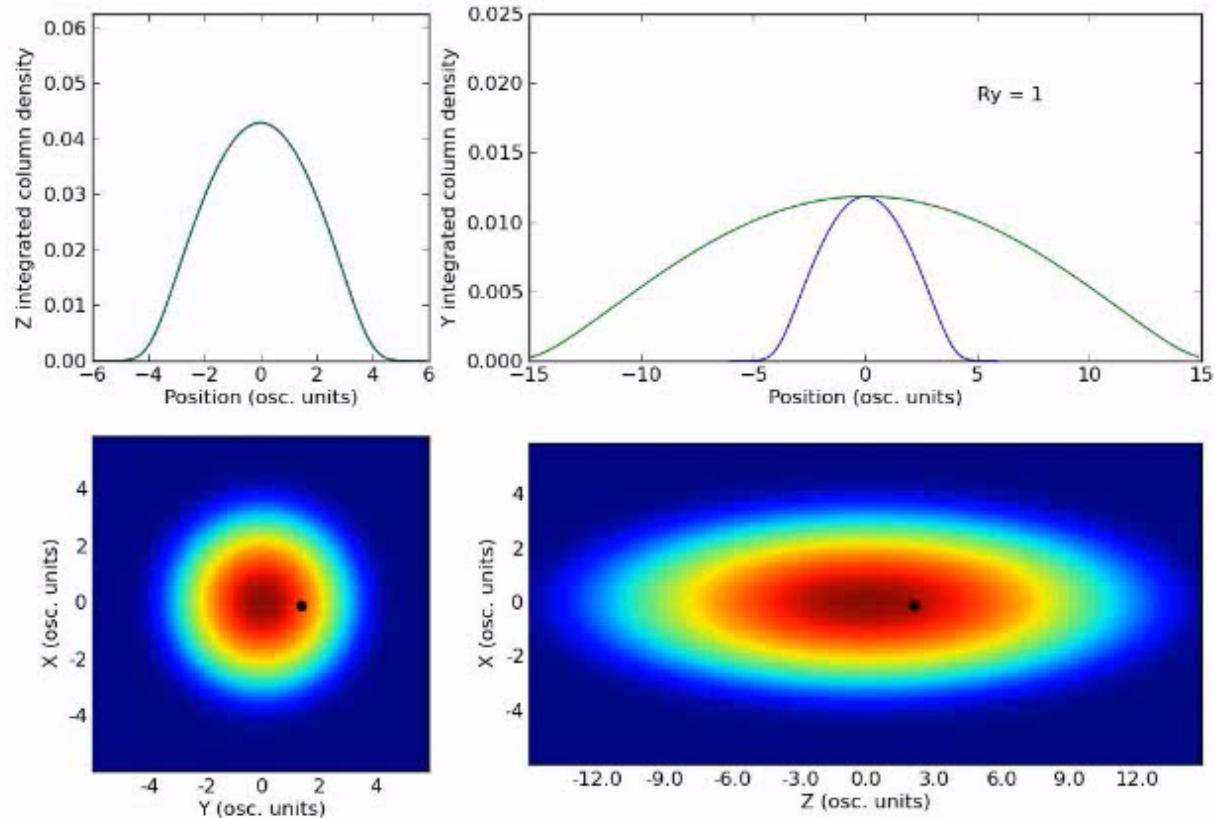 Z integrated column density
0.06
0.05
0.04
0.03
0.02
0.01
0.00
-6 -4 -2 0 2 4 6
Position (osc. units)
Y integrated column density
0.025
0.020
0.015
0.010
0.005
0.000
Ry = 1
-15 -10 -5 0 5 10 15
Position (osc. units)
X (osc. units)
4
2
0
-2
-4
-4 -2 0 2 4
Y (osc. units)
X (osc. units)
4
2
0
-2
-4
-12.0 -9.0 -6.0 -3.0 0.0 3.0 6.0 9.0 12.0
Z (osc. units)